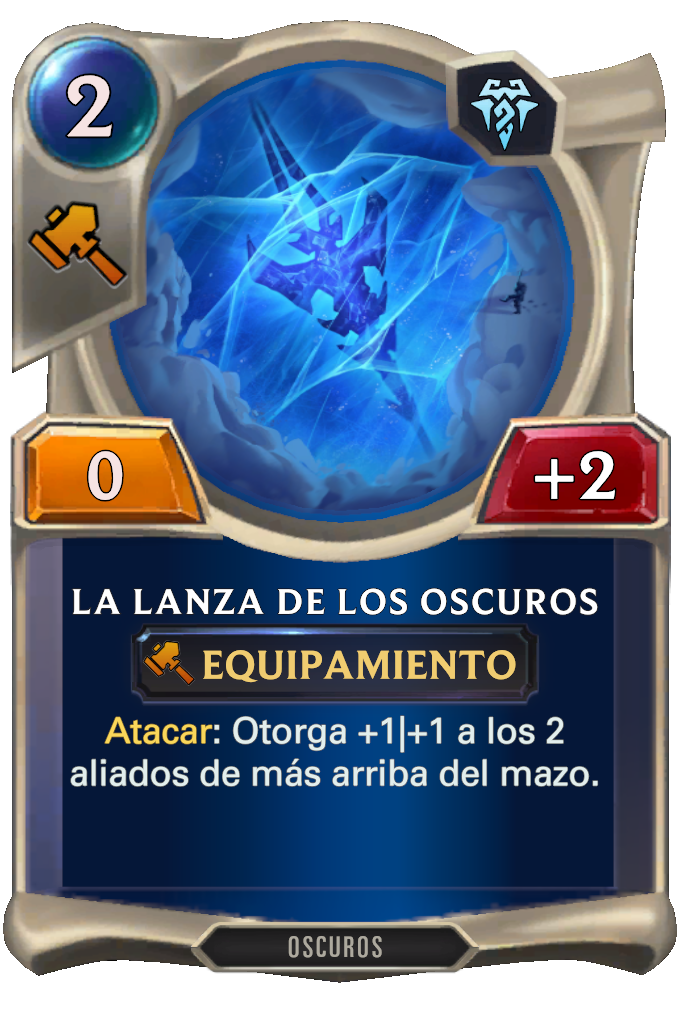 2
0
+2
LA LANZA DE LOS OSCUROS
EQUIPAMIENTO
Atacar: Otorga +1|+1 a los 2
aliados de más arriba del mazo.
OSCUROS